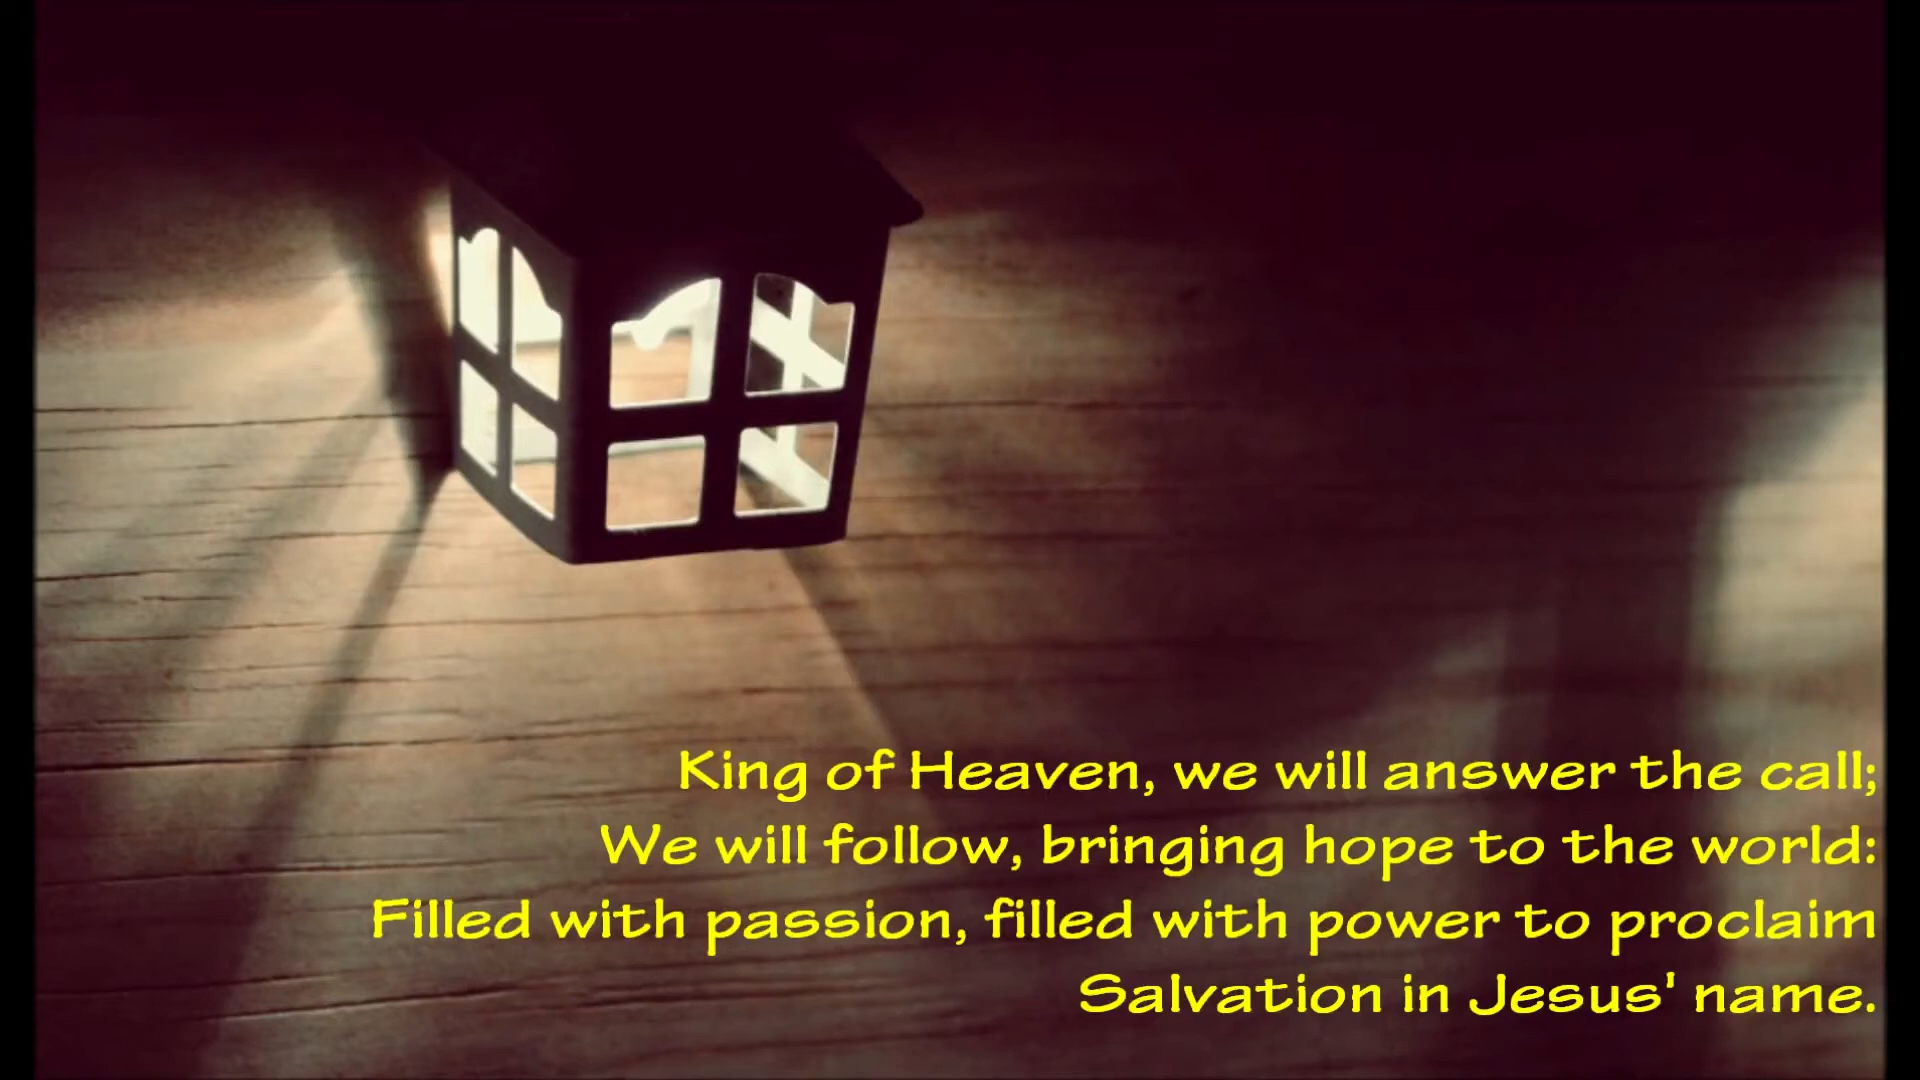 King of Heaven, we will answer the call;
We will follow, bringing hope to the world:
Filled with passion, filled with power to proclaim
Salvation in Jesus' name.